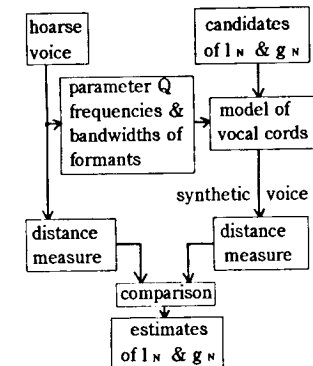 hoarse
voice
candidates
of l N & g N
parameter Q
frequencies &
bandwidths of
formants
model of
vocal cords
synthetic voice
distance
measure
distance
measure
comparison
estimates
of l N & g N